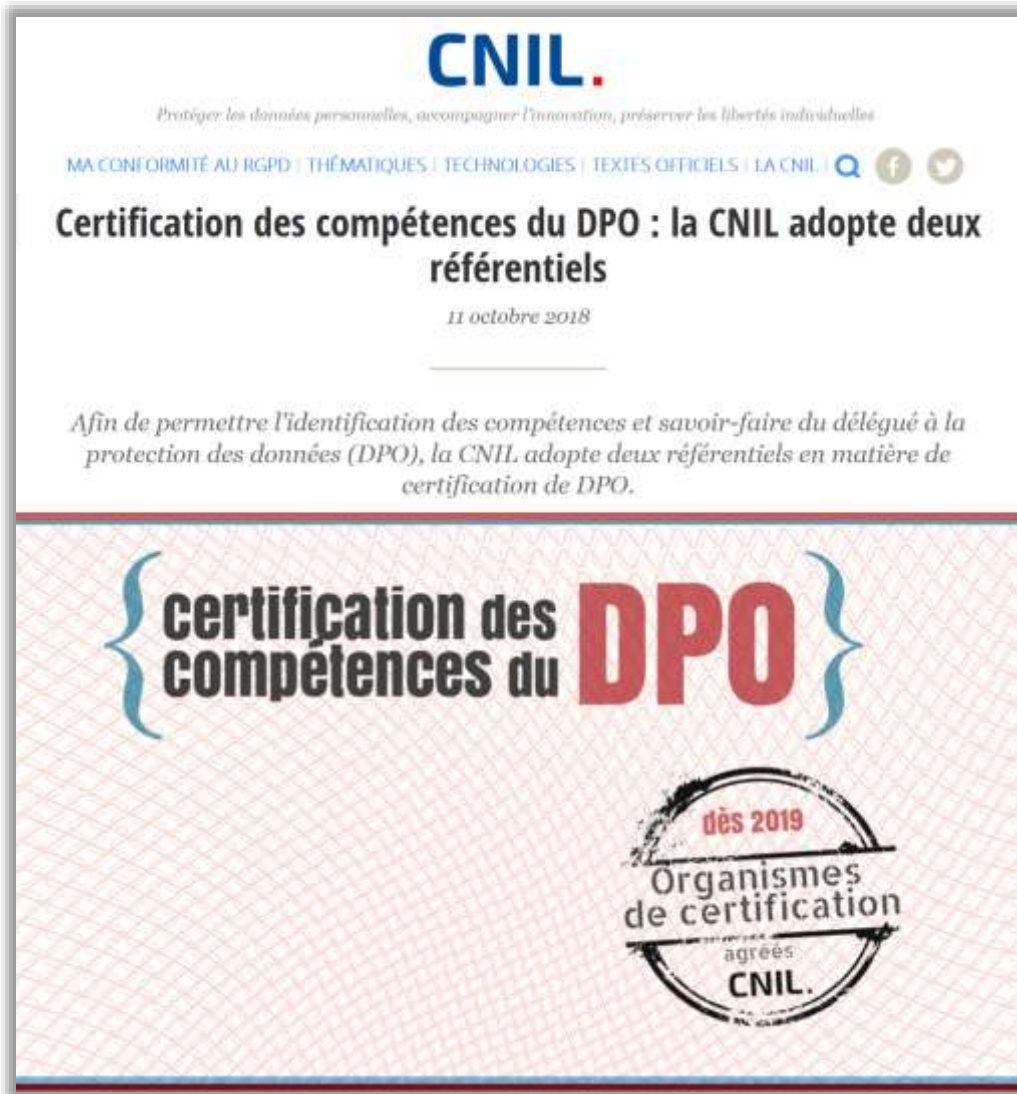 CNIL.
Protéger les données personnelles, accompagner l'innovation, préserver les libertés individuelles
MA CONFORMITÉ AU RGPD | THÉMATIQUES | TECHNOLOGIES | TEXTES OFFICIELS | LA CNIL |
Certification des compétences du DPO : la CNIL adopte deux
référentiels
11 octobre 2018
Afin de permettre l'identification des compétences et savoir-faire du délégué à la
protection des données (DPO), la CNIL adopte deux référentiels en matière de
certification de DPO.
{certification des
compétences du DPO}
dès 2019
Organismes
de certification
agréés
CNIL.